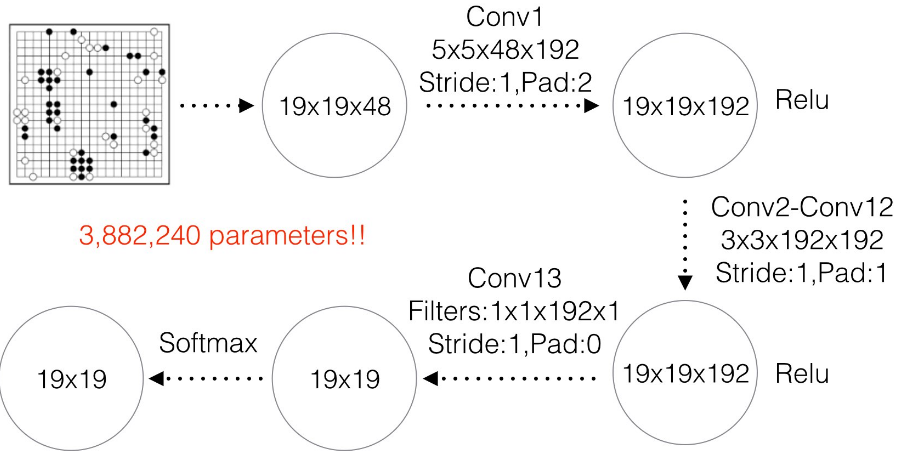 Conv1
5x5x48x192
Stride:1,Pad:2
19x19x48
19x19x192
Relu
Conv2-Conv12
3x3x192x192
Stride:1,Pad:1
3,882,240 parameters!!
19x19x192
Relu
Conv13
Filters:1x1x192x1
Stride:1,Pad:0
19x19
Softmax
19x19